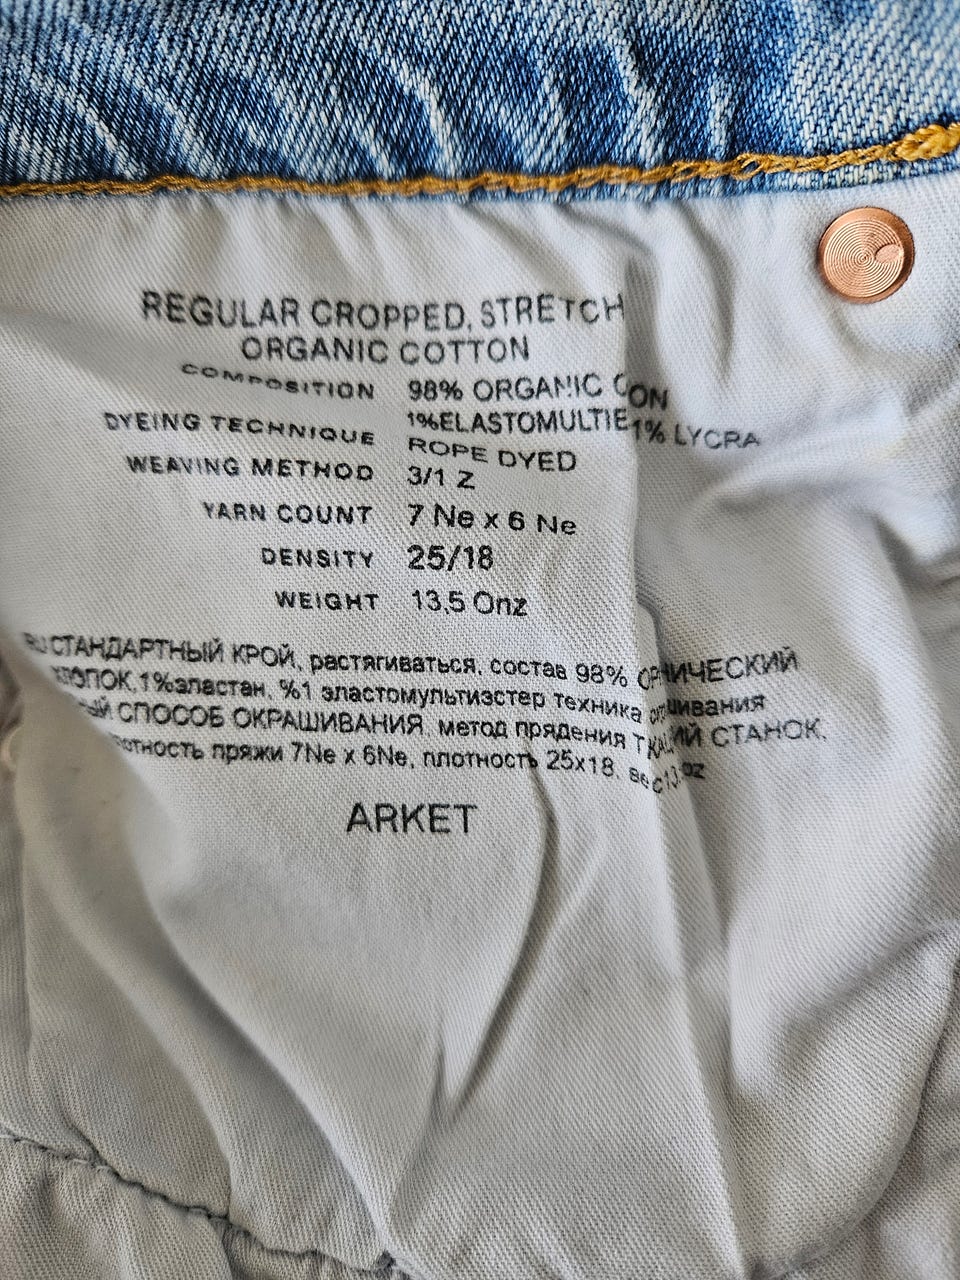 REGULAR CROPPED, STRETCH
ORGANIC COTTON
COMPOSITION 98% ORGANIC
1%ELASTOMULTIE 1% LYCRA
DYEING TECHNIQUE ROPE DYED
WEAVING METHOD 3/1 Z
YARN COUNT 7 Ne x 6 Ne
DENSITY 25/18
WEIGHT 13,5 Onz
RU СТАНДАРТНЫЙ КРОЙ, растягиваться, состав 98%
1%эластан, %1 эластомультиэстер техника
СПОСОБ ОКРАШИВАНИЯ, метод прядения СТАНОК,
пряжи 7Ne x 6Ne, плотность 25x18,
ARKET